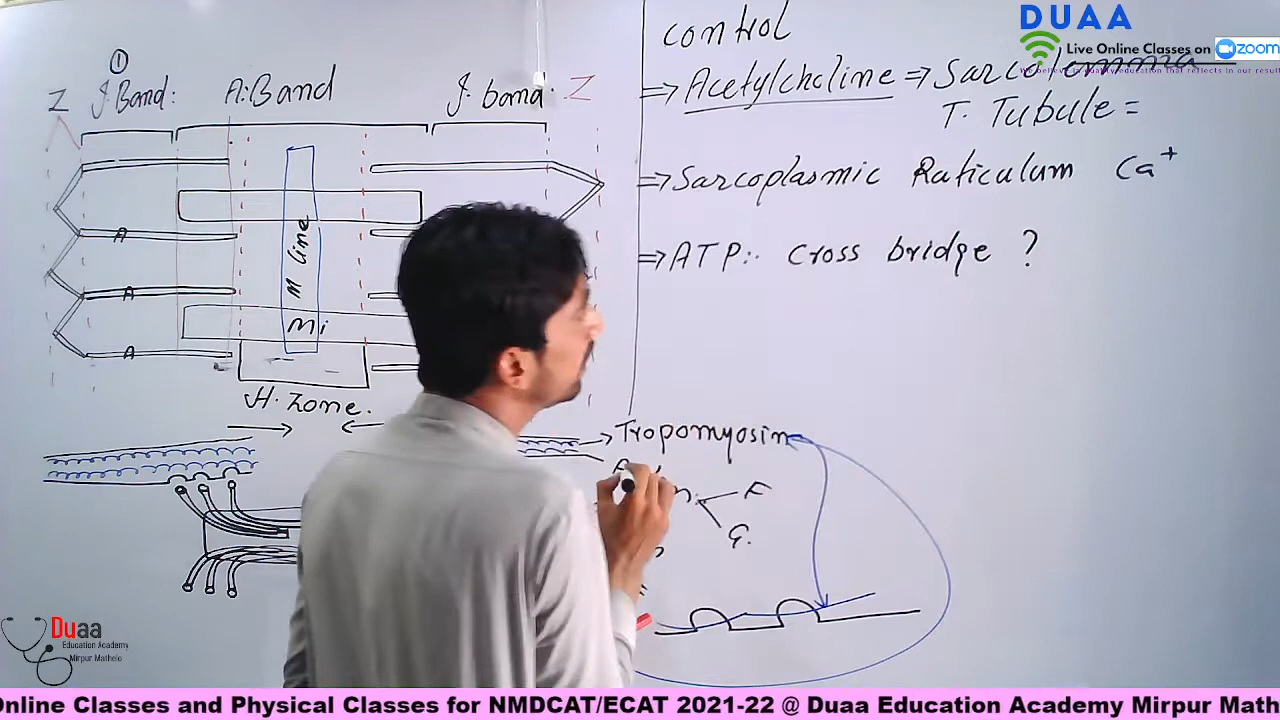 control
DUAA
Live Online Classes on zoom
⇒ Acetylcholine ⇒ Sarcolemma
T. Tubule =
⇒ Sarcoplasmic Raticulum Ca+
⇒ ATP:. Cross bridge ?
①
Z I.Band: A:Band I.band. Z
A
A
A
M line
Mi
H.Zone.
→ Tropomyosin
F
G.
Duaa
Education Academy
Mirpur Mathelo
Online Classes and Physical Classes for NMDCAT/ECAT 2021-22 @ Duaa Education Academy Mirpur Math